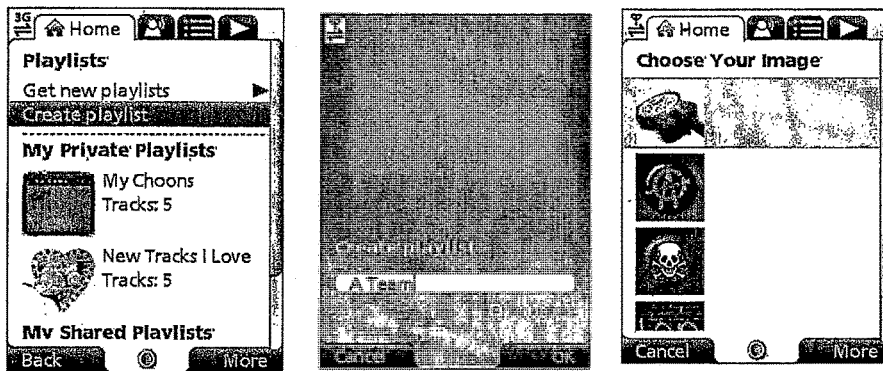 3G
Home
Playlists
Get new playlists
Create playlist
My Private Playlists
My Choons
Tracks: 5
New Tracks I Love
Tracks: 5
My Shared Playlists
Back
More
Create playlist
A Team
Cancel
OK
Home
Choose Your Image
Cancel
More